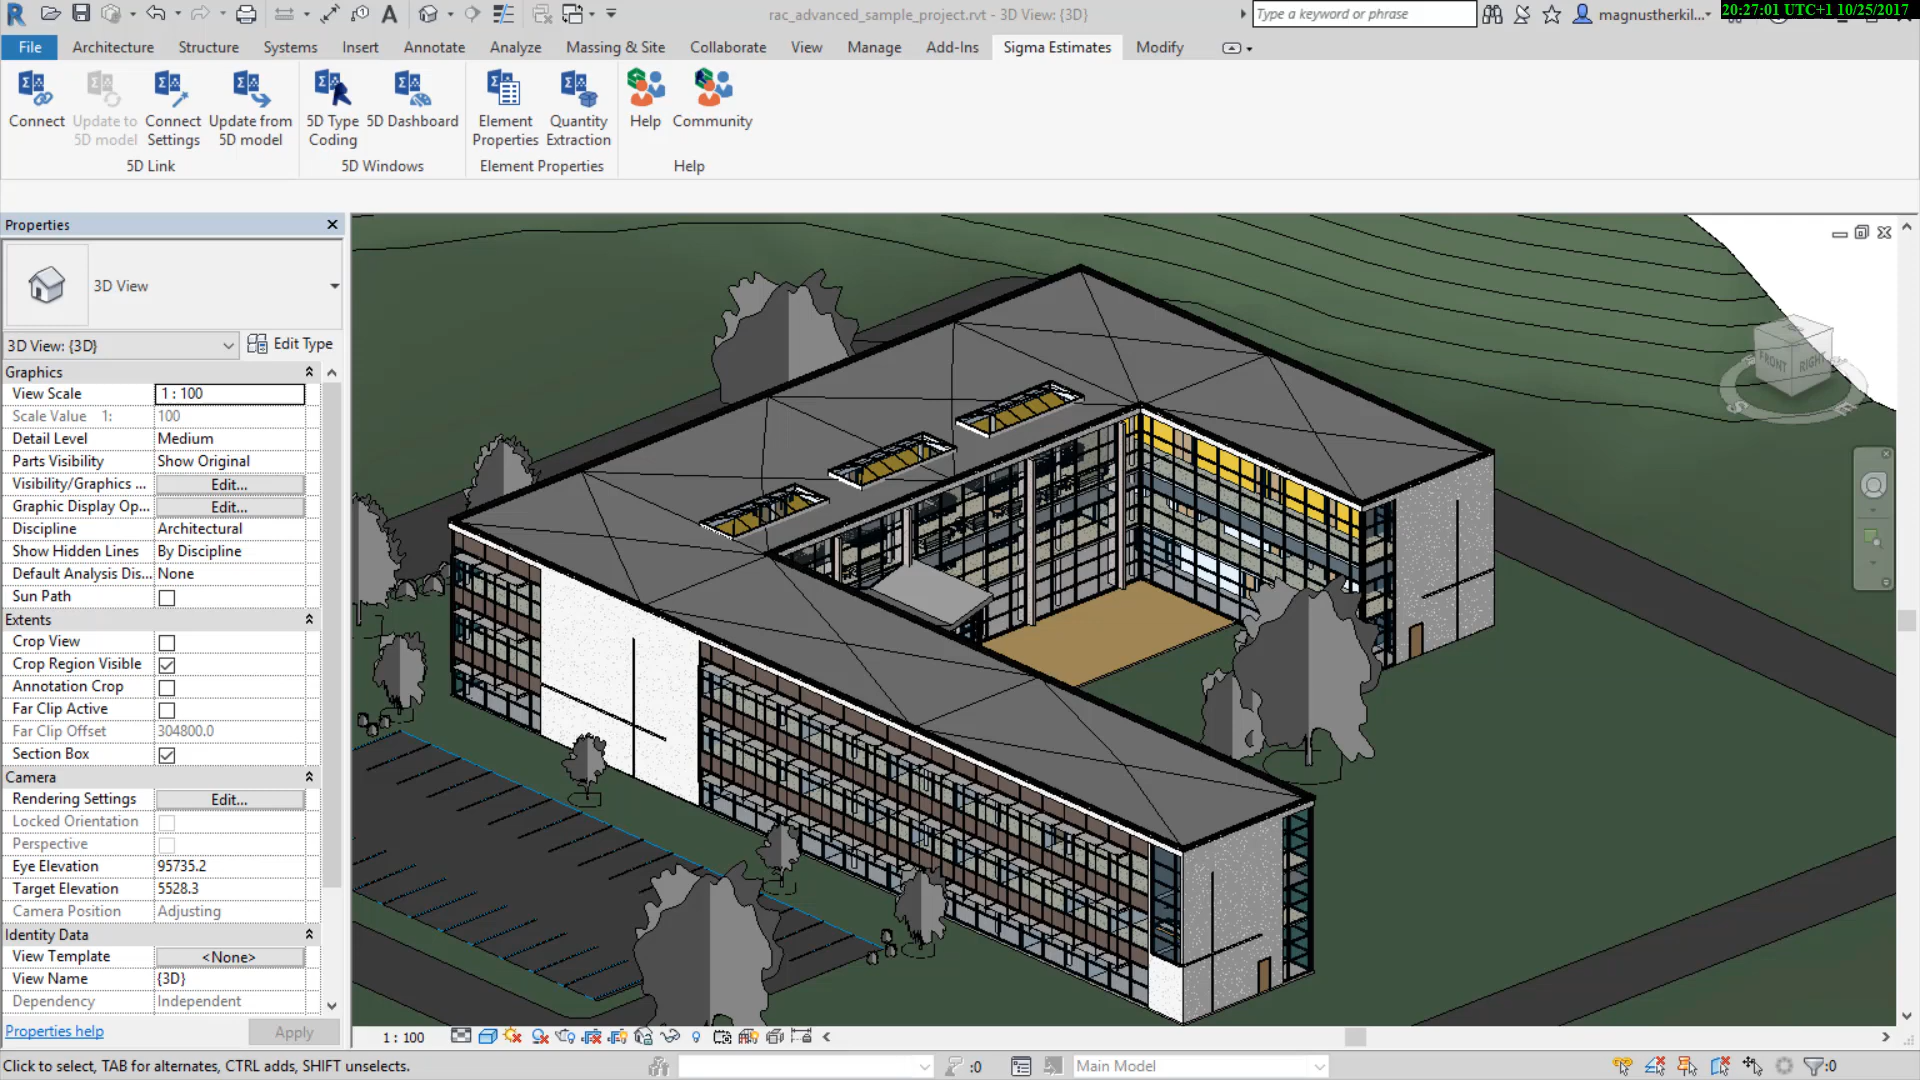 rac_advanced_sample_project.rvt - 3D View: {3D}
Type a keyword or phrase
magnustherkil...
20:27:01 UTC+1 10/25/2017
File Architecture Structure Systems Insert Annotate Analyze Massing & Site Collaborate View Manage Add-Ins Sigma Estimates Modify
Connect
Update to
5D model
Connect
Settings
Update from
5D model
5D Type
Coding
5D Dashboard
Element
Properties
Quantity
Extraction
Help
Community
5D Link
5D Windows
Element Properties
Help
Properties
3D View
3D View: {3D}
Edit Type
Graphics
View Scale 1 : 100
Scale Value 1: 100
Detail Level Medium
Parts Visibility Show Original
Visibility/Graphics ... Edit...
Graphic Display Op... Edit...
Discipline Architectural
Show Hidden Lines By Discipline
Default Analysis Dis... None
Sun Path
Extents
Crop View
Crop Region Visible
Annotation Crop
Far Clip Active
Far Clip Offset 304800.0
Section Box
Camera
Rendering Settings Edit...
Locked Orientation
Perspective
Eye Elevation 95735.2
Target Elevation 5528.3
Camera Position Adjusting
Identity Data
View Template <None>
View Name {3D}
Dependency Independent
Properties help
Apply
FRONT
RIGHT
S
E
1 : 100
Click to select, TAB for alternates, CTRL adds, SHIFT unselects.
:0
Main Model
:0